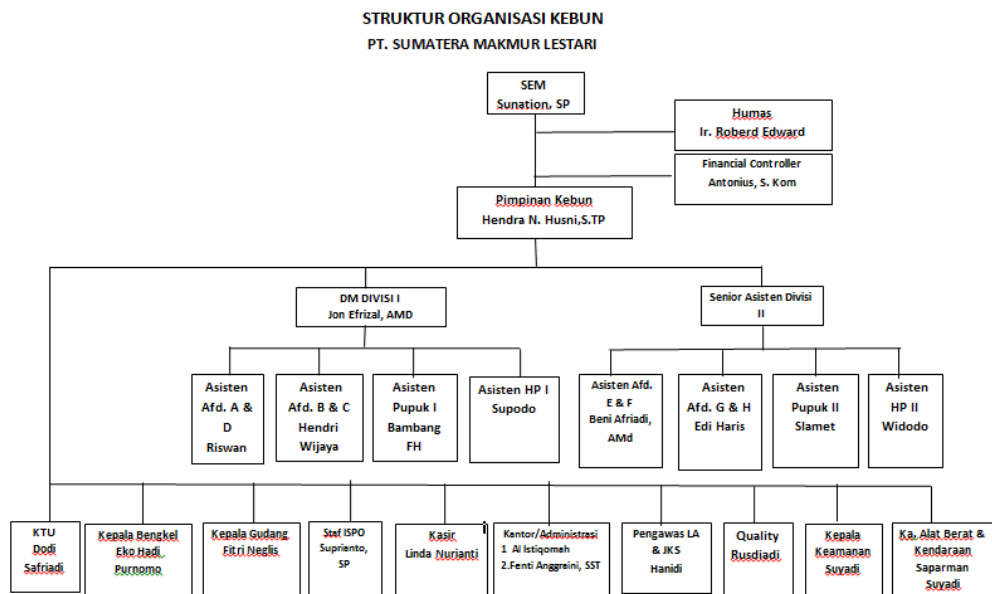 STRUKTUR ORGANISASI KEBUN
PT. SUMATERA MAKMUR LESTARI
SEM
Sunation, SP
Humas
Ir. Roberd Edward
Financial Controller
Antonius, S. Kom
Pimpinan Kebun
Hendra N. Husni,S.TP
DM DIVISI I
Jon Efrizal, AMD
Senior Asisten Divisi
II
Asisten
Afd. A &
D
Riswan
Asisten
Afd. B & C
Hendri
Wijaya
Asisten
Pupuk I
Bambang
FH
Asisten HP I
Supodo
Asisten Afd.
E & F
Beni Afriadi,
AMd
Asisten
Afd. G & H
Edi Haris
Asisten
Pupuk II
Slamet
Asisten
HP II
Widodo
KTU
Dodi
Safriadi
Kepala Bengkel
Eko Hadi
Purnomo
Kepala Gudang
Fitri Neglis
Staf ISPO
Suprianto,
SP
Kasir
Linda Nurianti
Kantor/Administrasi
1 Al Istiqomah
2.Fenti Anggraini, SST
Pengawas LA
& JKS
Hanidi
Quality
Rusdiadi
Kepala
Keamanan
Suyadi
Ka, Alat Berat &
Kendaraan
Saparman
Suyadi